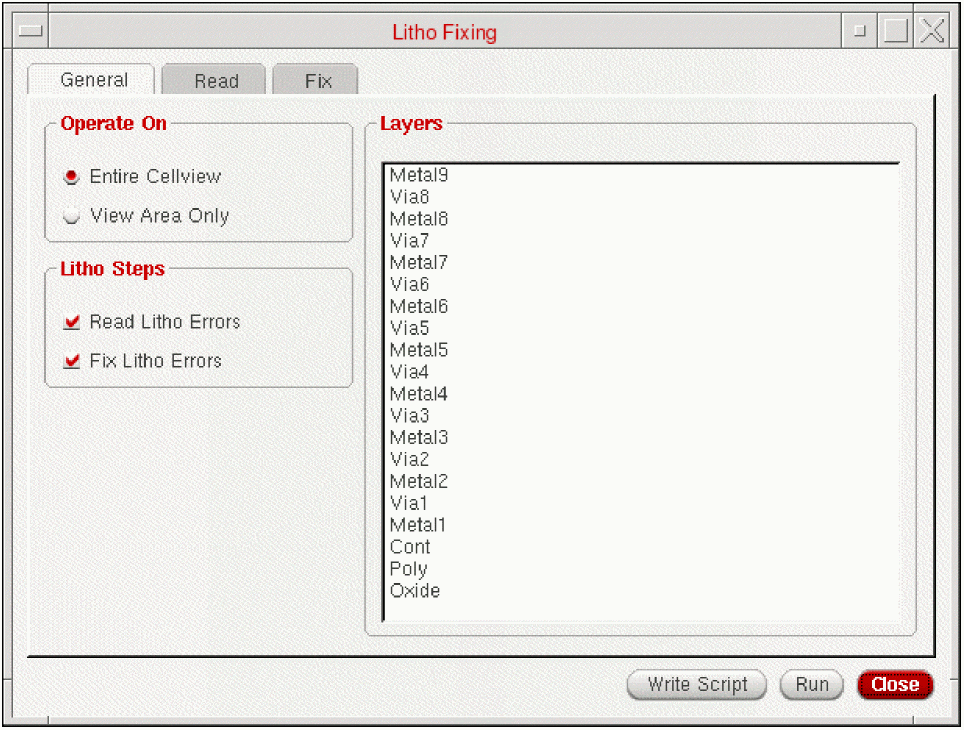 Litho Fixing
General
Read
Fix
Operate On
Entire Cellview
View Area Only
Litho Steps
Read Litho Errors
Fix Litho Errors
Layers
Metal9
Via8
Metal8
Via7
Metal7
Via6
Metal6
Via5
Metal5
Via4
Metal4
Via3
Metal3
Via2
Metal2
Via1
Metal1
Cont
Poly
Oxide
Write Script
Run
Close